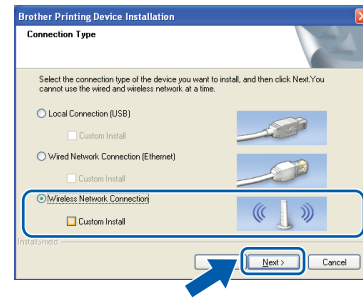 Brother Printing Device Installation
Connection Type
Select the connection type of the device you want to install, and then click Next.You
cannot use the wired and wireless network at a time.
Local Connection (USB)
Custom Install
Wired Network Connection (Ethernet)
Custom Install
Wireless Network Connection
Custom Install
InstallShield
Next >
Cancel